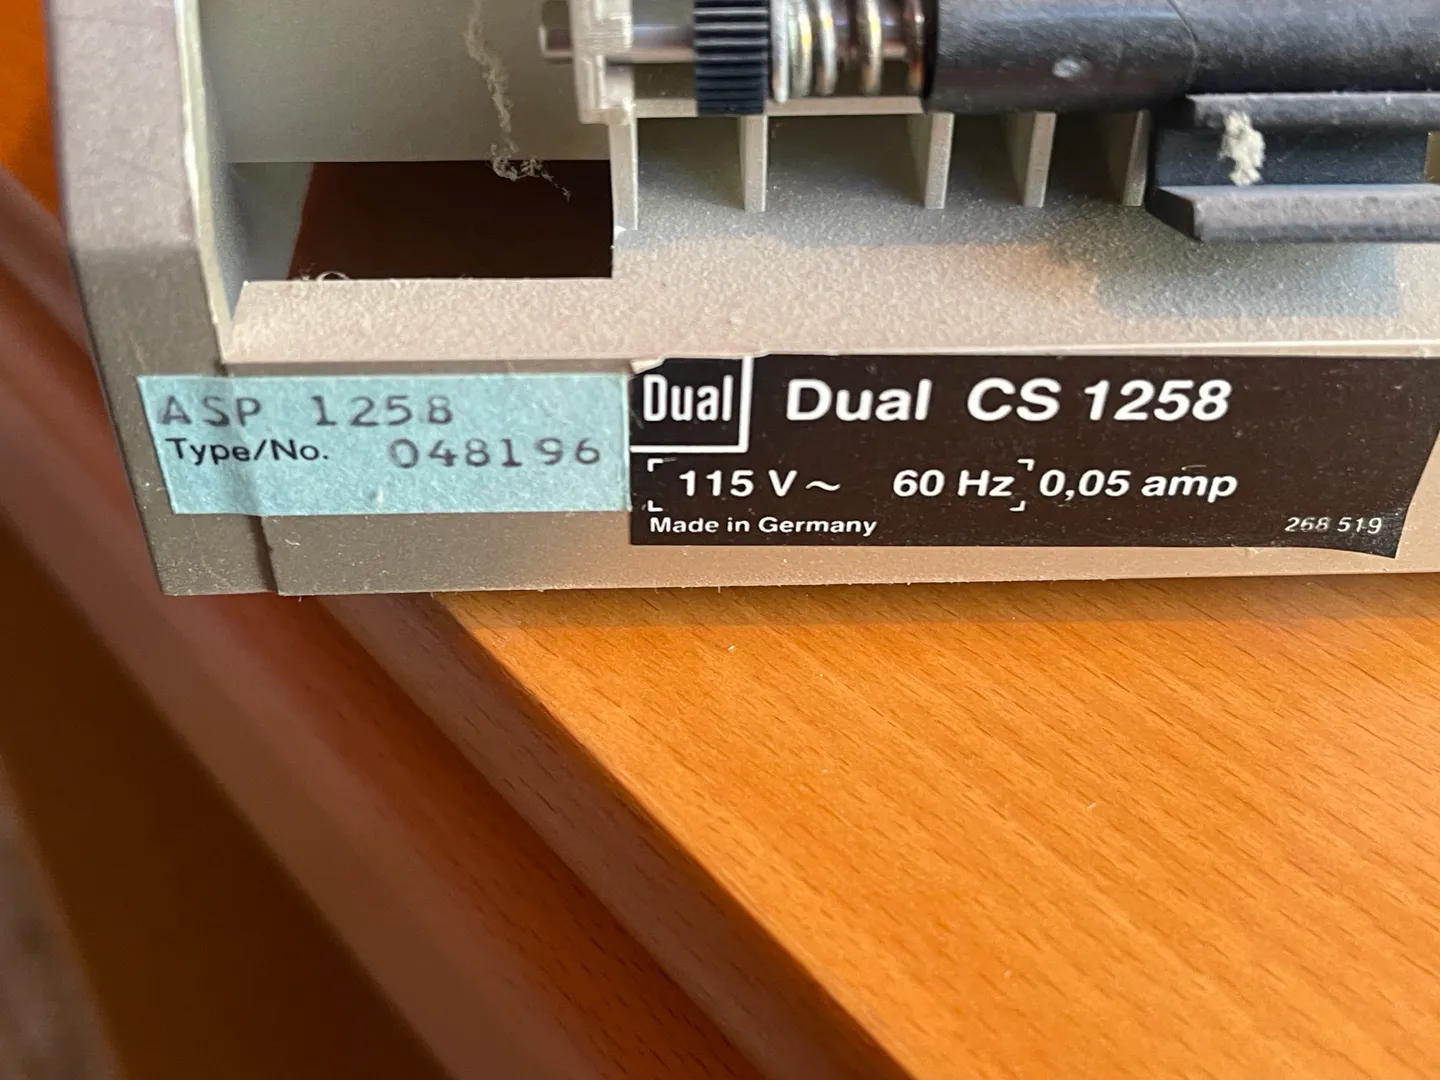 ASP 1258
Type/No. 048196
Dual
Dual CS 1258
115 V ~ 60 Hz 0,05 amp
Made in Germany
268 519